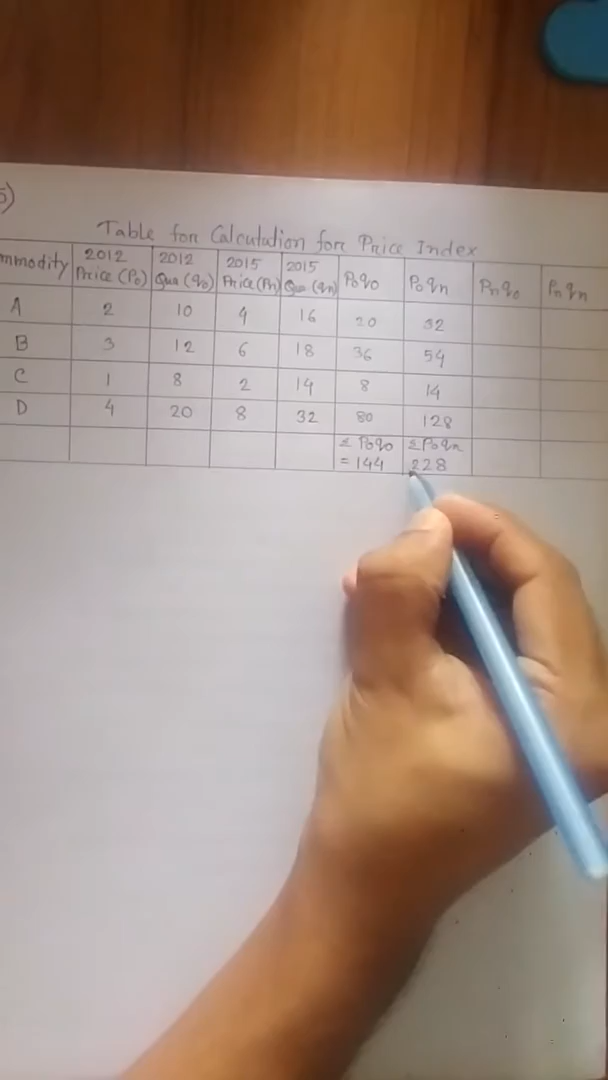 5)
Table for Calculation for Price Index
mmodity 2012 Price (P₀) 2012 Qua (q₀) 2015 Price (Pn) 2015 Qua. (qn) P₀q₀ P₀qn Pnq₀ Pnqn
A 2 10 4 16 20 32
B 3 12 6 18 36 54
C 1 8 2 14 8 14
D 4 20 8 32 80 128
Σ P₀q₀ = 144 Σ P₀qn 228